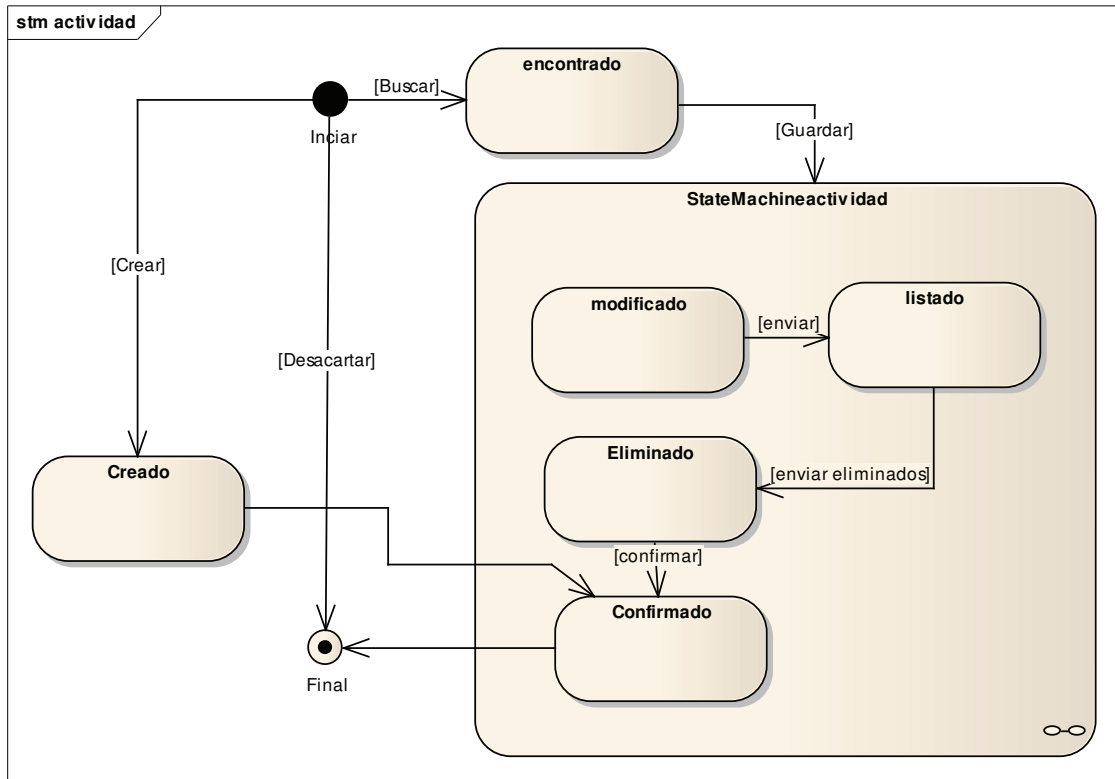 stm actividad
encontrado
[Buscar]
Inciar
[Guardar]
StateMachineactividad
[Crear]
modificado
listado
[enviar]
[Desacartar]
Creado
Eliminado
[enviar eliminados]
[confirmar]
Confirmado
Final